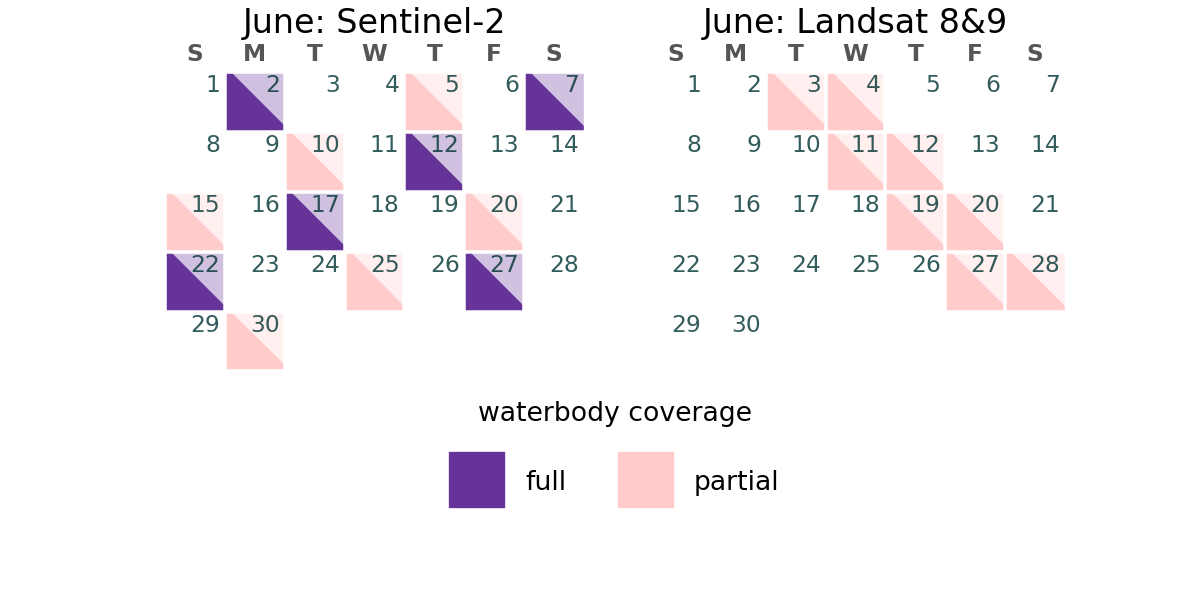 June: Sentinel-2
S M T W T F S
1 2 3 4 5 6 7
8 9 10 11 12 13 14
15 16 17 18 19 20 21
22 23 24 25 26 27 28
29 30
June: Landsat 8&9
S M T W T F S
1 2 3 4 5 6 7
8 9 10 11 12 13 14
15 16 17 18 19 20 21
22 23 24 25 26 27 28
29 30
waterbody coverage
full
partial